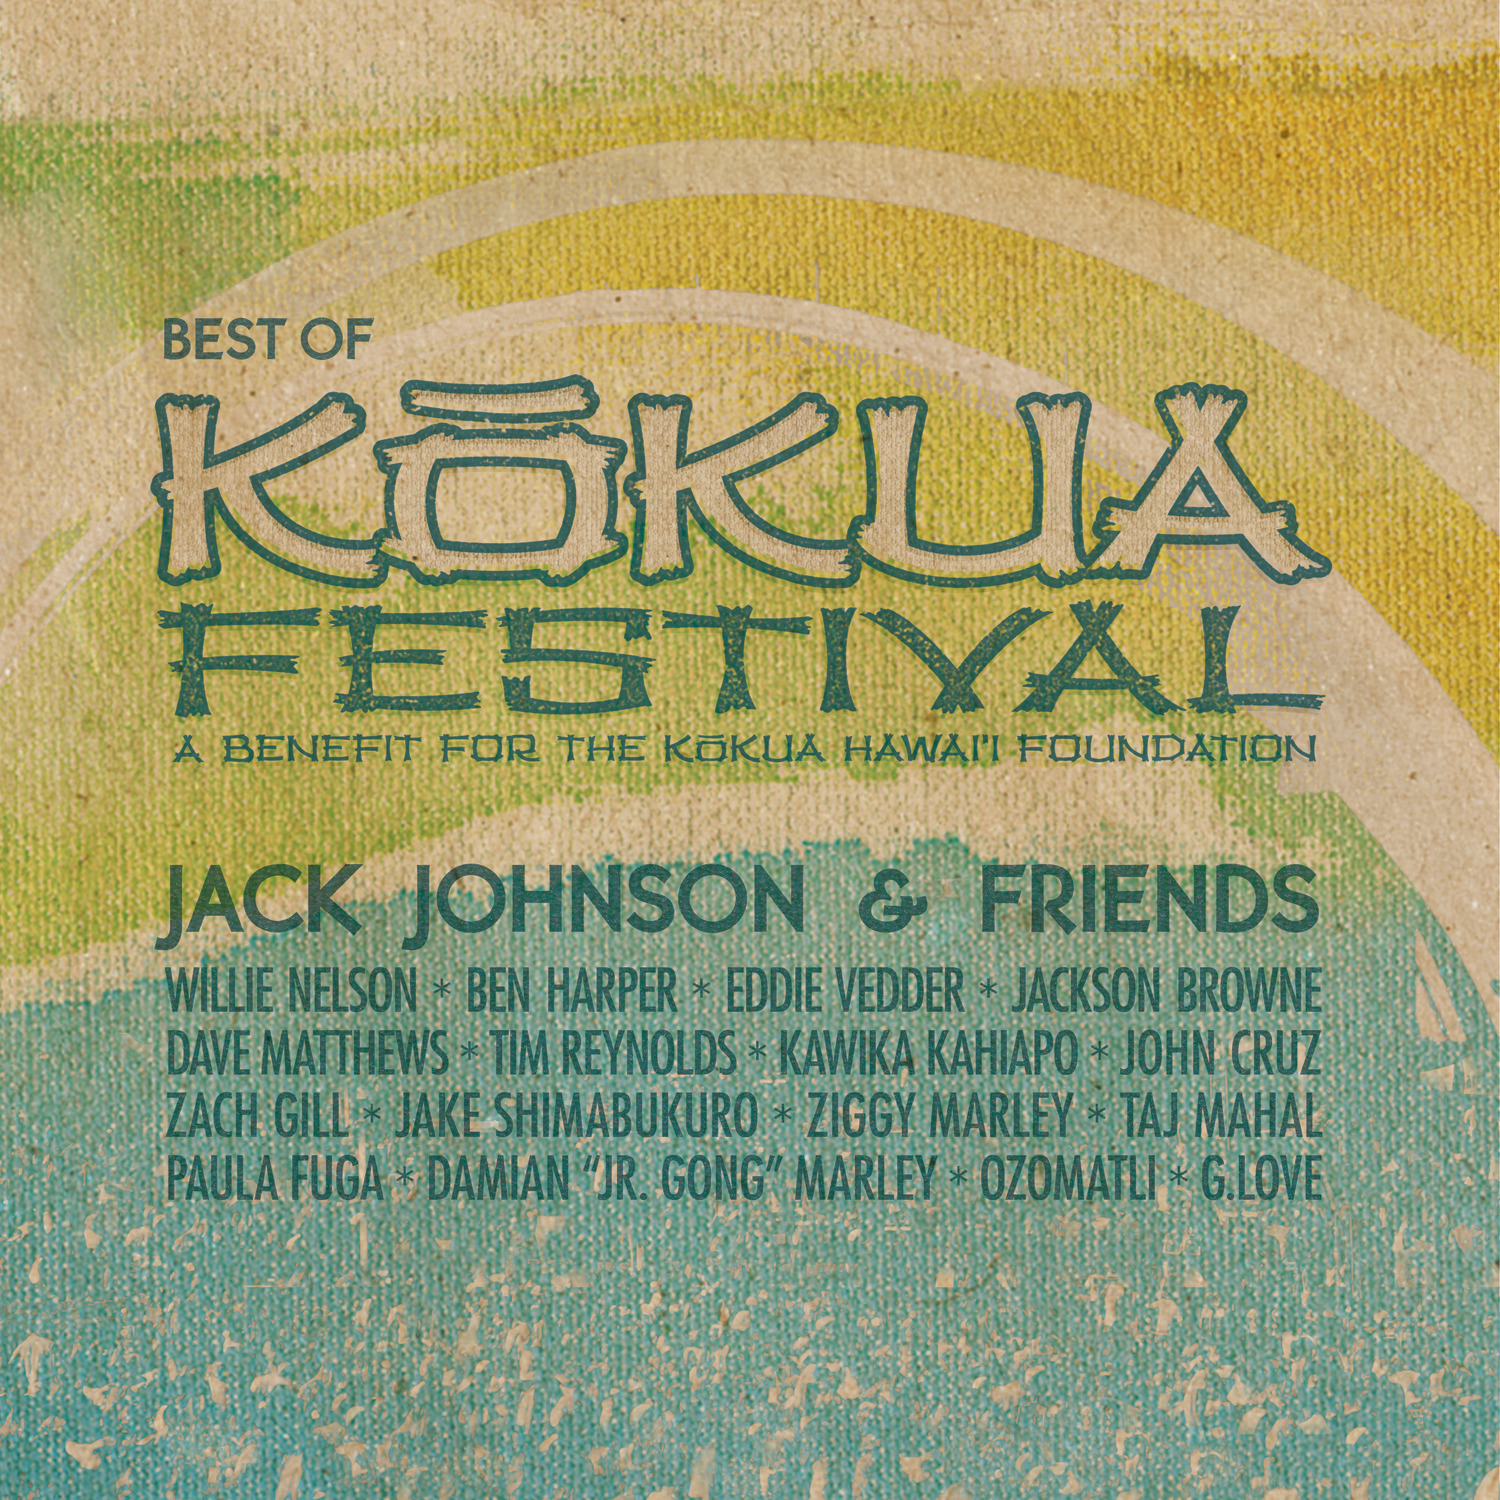 BEST OF
KŌKUA
FESTIVAL
A BENEFIT FOR THE KŌKUA HAWAI'I FOUNDATION
JACK JOHNSON & FRIENDS
WILLIE NELSON * BEN HARPER * EDDIE VEDDER * JACKSON BROWNE
DAVE MATTHEWS * TIM REYNOLDS * KAWIKA KAHIAPO * JOHN CRUZ
ZACH GILL * JAKE SHIMABUKURO * ZIGGY MARLEY * TAJ MAHAL
PAULA FUGA * DAMIAN “JR. GONG” MARLEY * OZOMATLI * G.LOVE